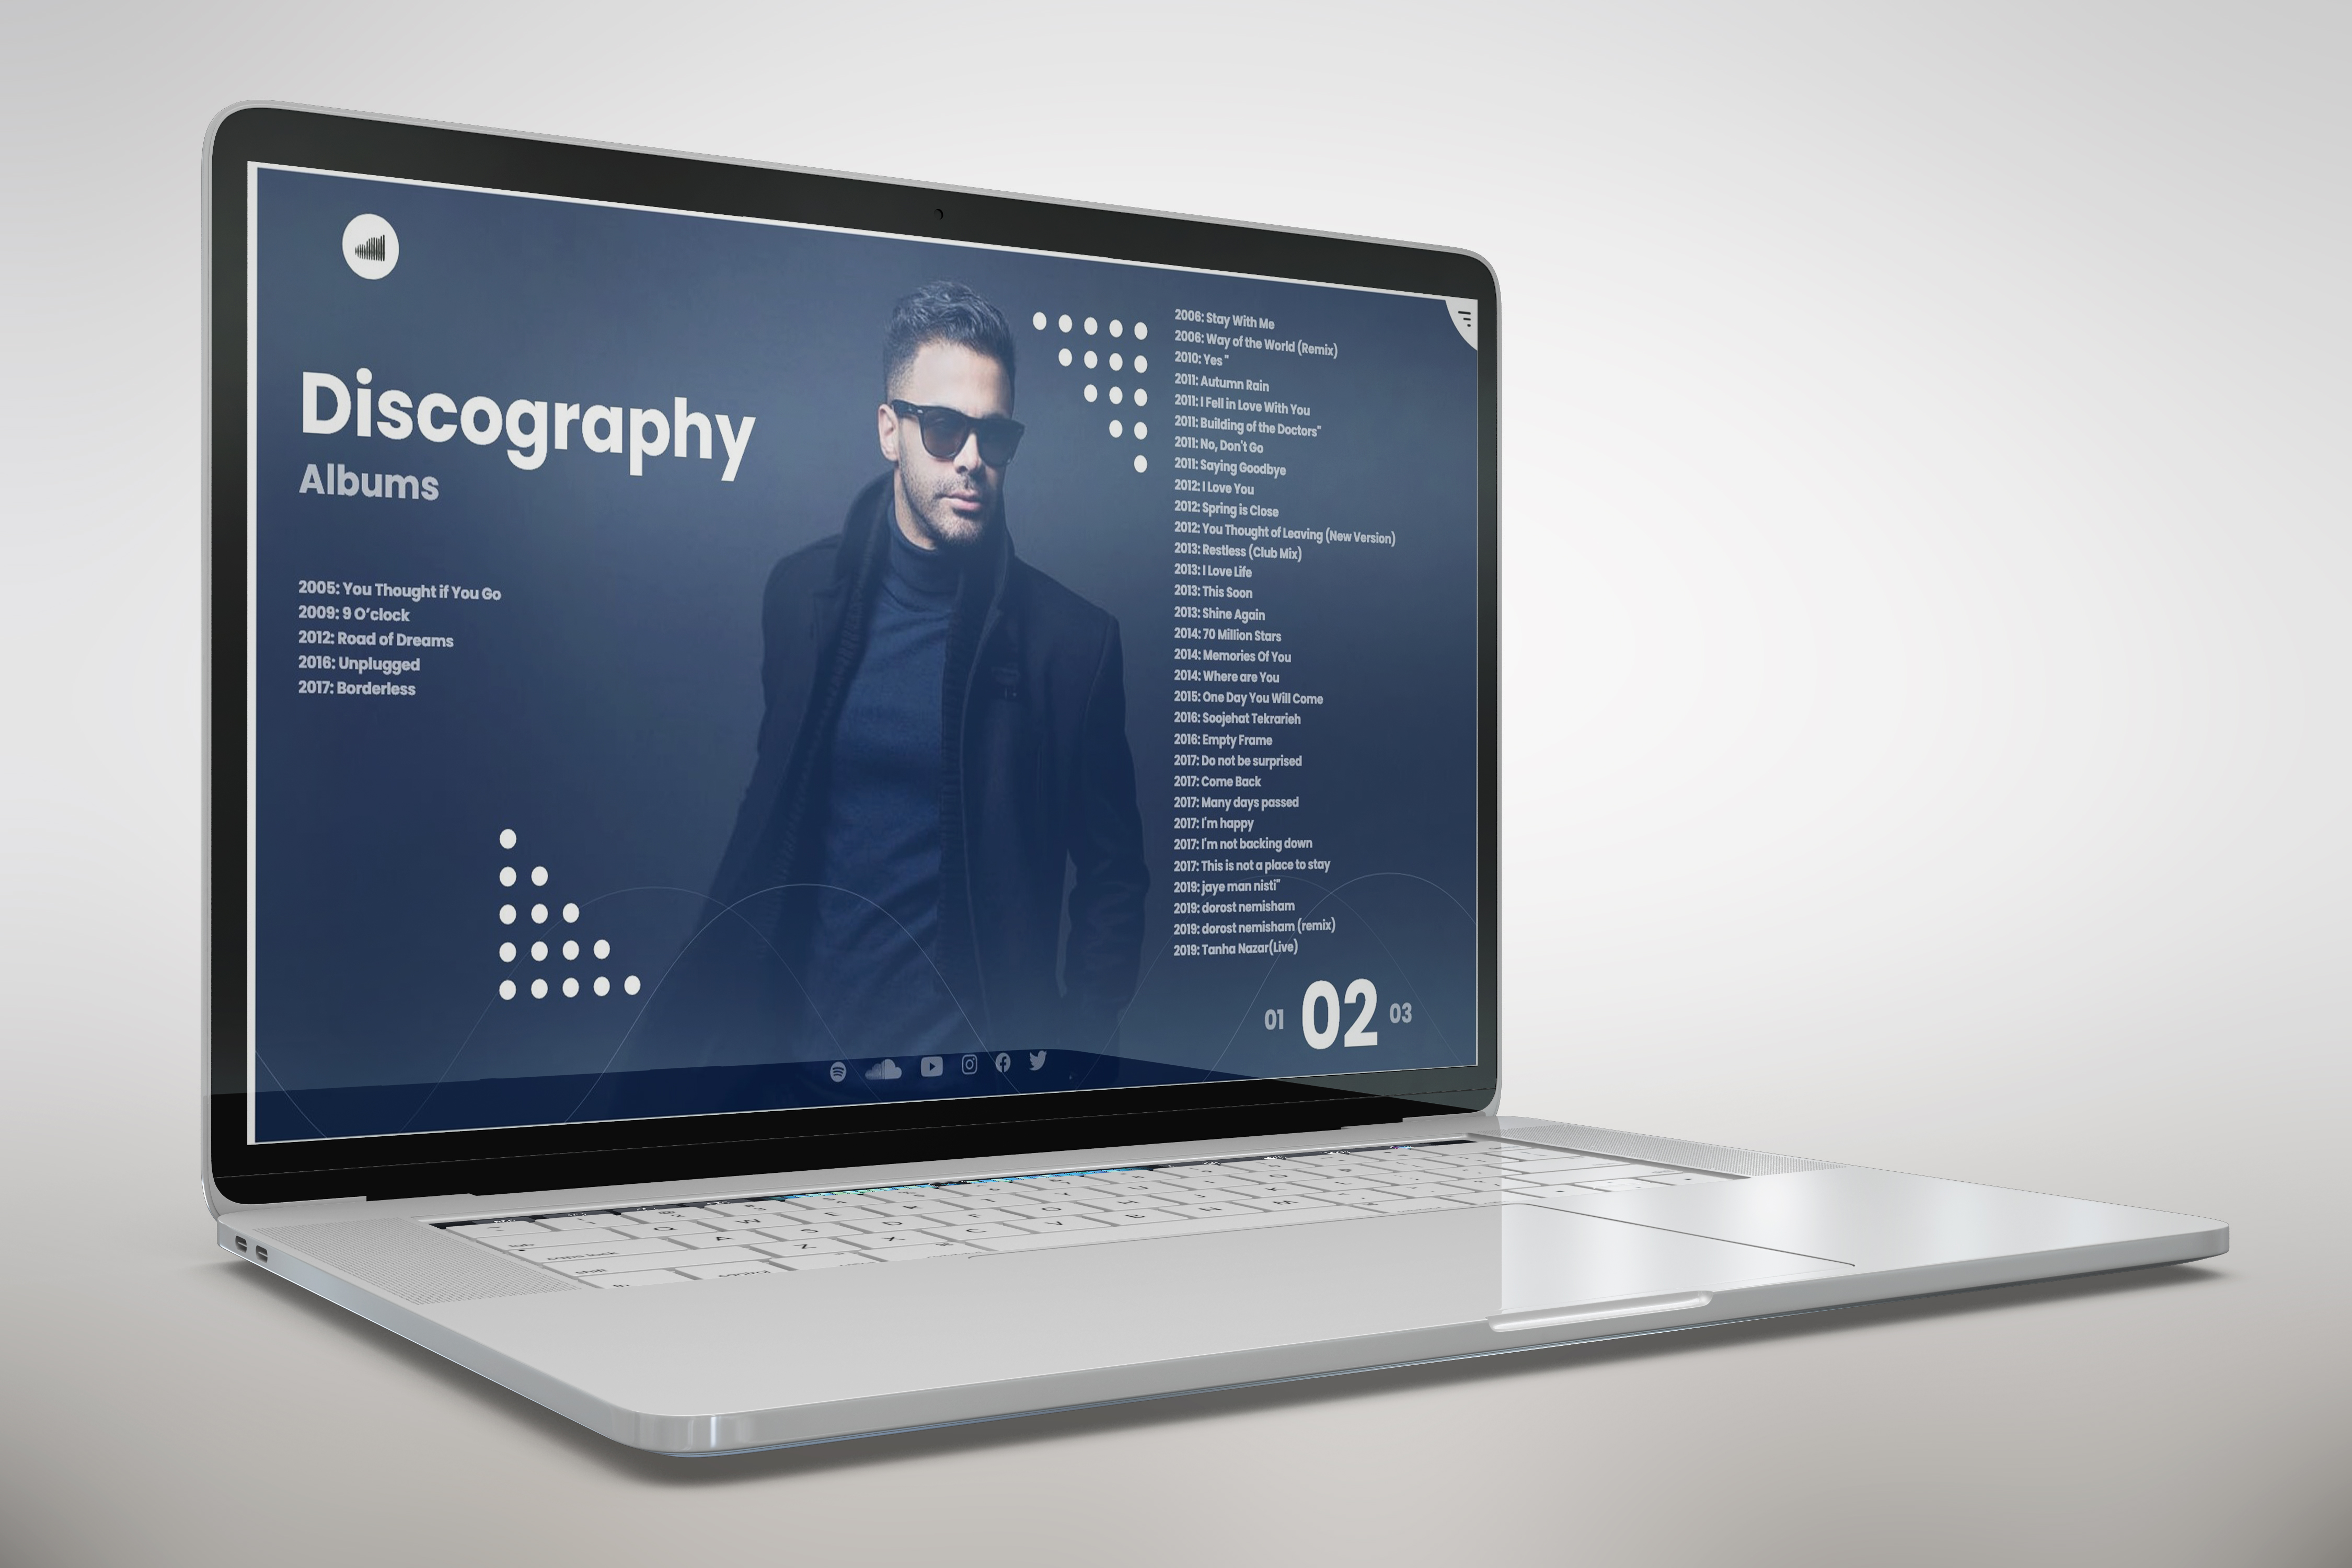 Discography
Albums
2005: You Thought if You Go
2009: 9 O'clock
2012: Road of Dreams
2016: Unplugged
2017: Borderless
2006: Stay With Me
2006: Way of the World (Remix)
2010: Yes "
2011: Autumn Rain
2011: I Fell in Love With You
2011: Building of the Doctors"
2011: No, Don't Go
2011: Saying Goodbye
2012: I Love You
2012: Spring is Close
2012: You Thought of Leaving (New Version)
2013: Restless (Club Mix)
2013: I Love Life
2013: This Soon
2013: Shine Again
2014: 70 Million Stars
2014: Memories Of You
2014: Where are You
2015: One Day You Will Come
2016: Soojehat Tekrarieh
2016: Empty Frame
2017: Do not be surprised
2017: Come Back
2017: Many days passed
2017: I'm happy
2017: I'm not backing down
2017: This is not a place to stay
2019: jaye man nisti"
2019: dorost nemisham
2019: dorost nemisham (remix)
2019: Tanha Nazar(Live)
01 02 03
Q W E R T Y U I O P
caps lock A S D F G H J K L
shift Z X C V B N M
fn control